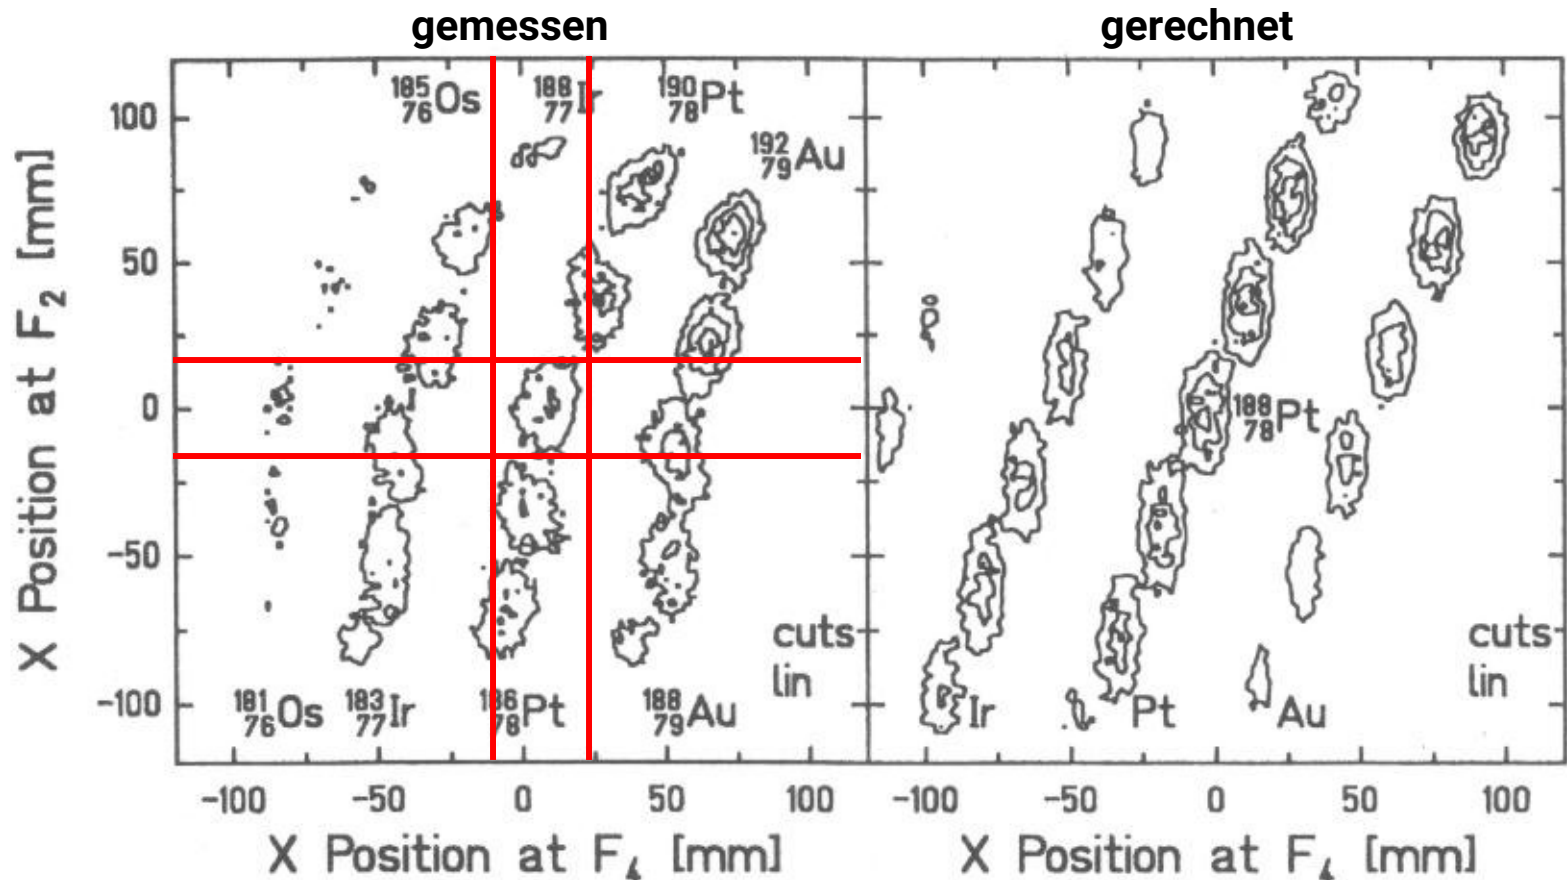 gemessen
gerechnet
185 76 Os 188 77 Ir 190 78 Pt
192 79 Au
100
50
0
-50
-100
X Position at F2 [mm]
188 78 Pt
cuts lin
cuts lin
181 76 Os 183 77 Ir 186 78 Pt 188 79 Au
Ir Pt Au
-100 -50 0 50 100
-100 -50 0 50 100
X Position at F4 [mm]
X Position at F4 [mm]